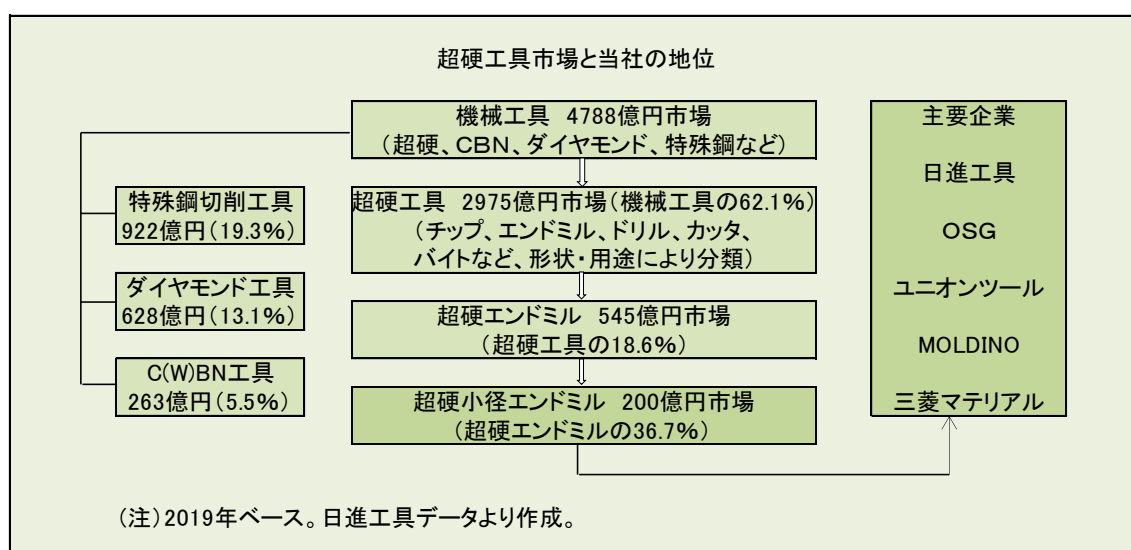 超硬工具市場と当社の地位
機械工具 4788億円市場
（超硬、ＣＢＮ、ダイヤモンド、特殊鋼など）
特殊鋼切削工具
922億円（19.3％）
ダイヤモンド工具
628億円（13.1％）
C(W)BN工具
263億円（5.5％）
超硬工具 2975億円市場（機械工具の62.1％）
（チップ、エンドミル、ドリル、カッタ、
バイトなど、形状・用途により分類）
超硬エンドミル 545億円市場
（超硬工具の18.6％）
超硬小径エンドミル 200億円市場
（超硬エンドミルの36.7％）
主要企業
日進工具
ＯＳＧ
ユニオンツール
MOLDINO
三菱マテリアル
（注）2019年ベース。日進工具データより作成。